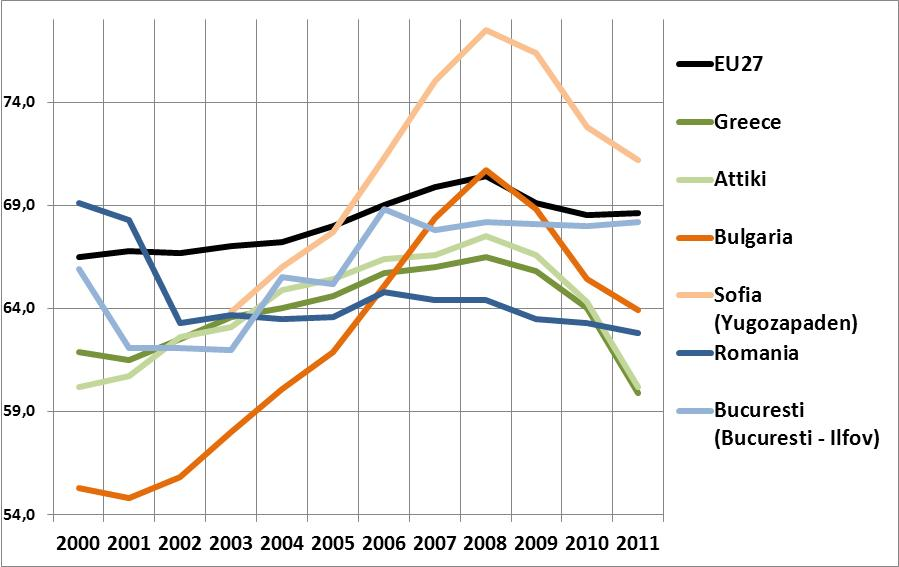 EU27
74,0
Greece
Attiki
69,0
Bulgaria
Sofia
(Yugozapaden)
64,0
Romania
59,0
Bucuresti
(Bucuresti - Ilfov)
54,0
2000 2001 2002 2003 2004 2005 2006 2007 2008 2009 2010 2011